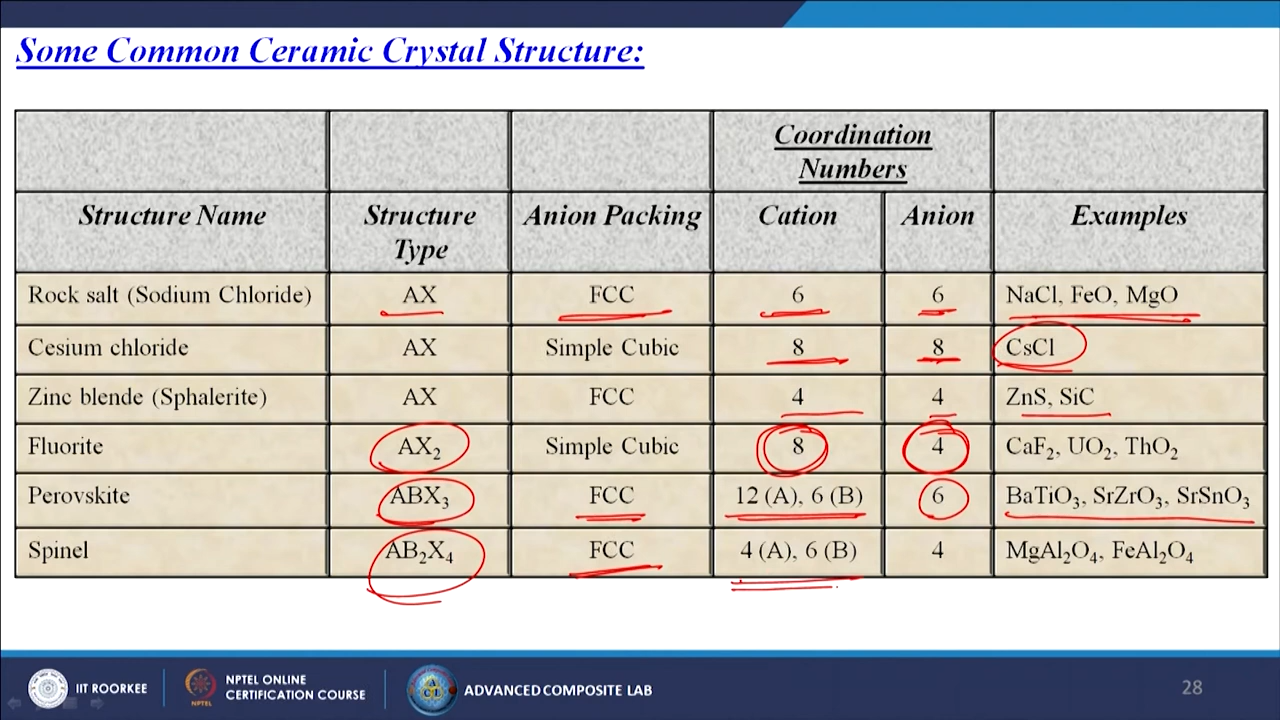 Some Common Ceramic Crystal Structure:
Coordination
Numbers
Structure Name Structure Type Anion Packing Cation Anion Examples
Rock salt (Sodium Chloride) AX FCC 6 6 NaCl, FeO, MgO
Cesium chloride AX Simple Cubic 8 8 CsCl
Zinc blende (Sphalerite) AX FCC 4 4 ZnS, SiC
Fluorite AX₂ Simple Cubic 8 4 CaF₂, UO₂, ThO₂
Perovskite ABX₃ FCC 12 (A), 6 (B) 6 BaTiO₃, SrZrO₃, SrSnO₃
Spinel AB₂X₄ FCC 4 (A), 6 (B) 4 MgAl₂O₄, FeAl₂O₄
IIT ROORKEE
NPTEL
NPTEL ONLINE
CERTIFICATION COURSE
ADVANCED COMPOSITE LAB
28